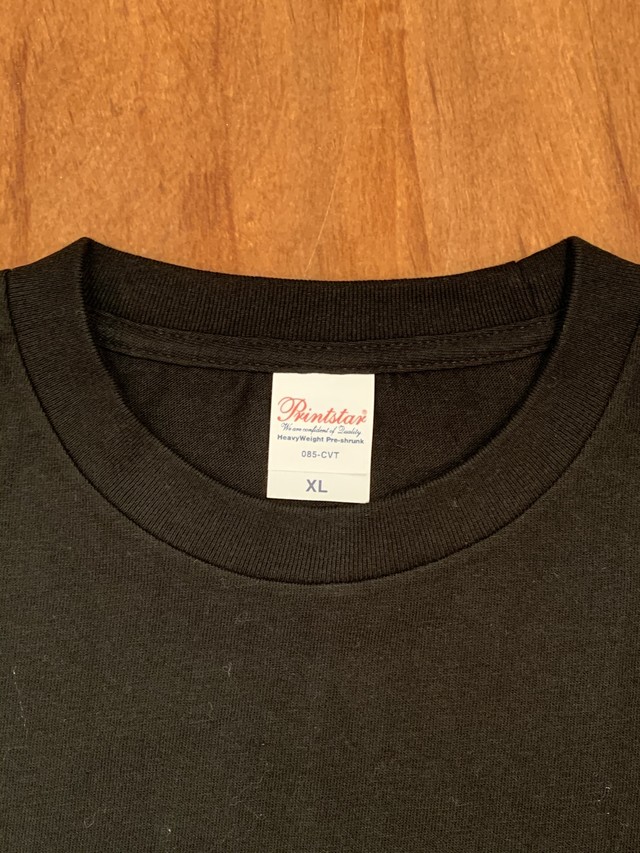 Printstar®
We are confident of Quality
HeavyWeight Pre-shrunk
085-CVT
XL